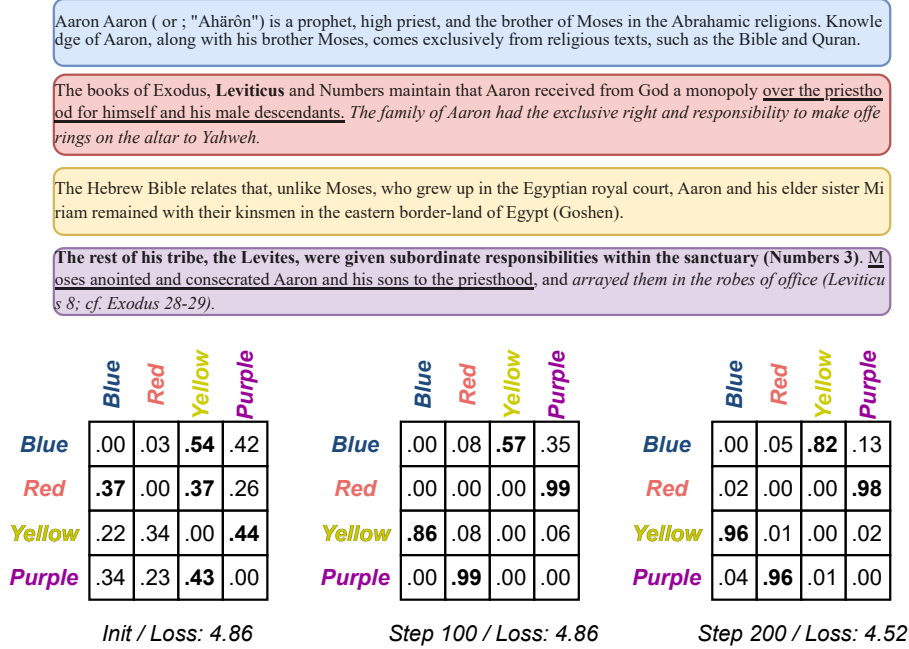 Aaron Aaron ( or ; "Ahärôn") is a prophet, high priest, and the brother of Moses in the Abrahamic religions. Knowle
dge of Aaron, along with his brother Moses, comes exclusively from religious texts, such as the Bible and Quran.
The books of Exodus, Leviticus and Numbers maintain that Aaron received from God a monopoly over the priestho
od for himself and his male descendants. The family of Aaron had the exclusive right and responsibility to make offe
rings on the altar to Yahweh.
The Hebrew Bible relates that, unlike Moses, who grew up in the Egyptian royal court, Aaron and his elder sister Mi
riam remained with their kinsmen in the eastern border-land of Egypt (Goshen).
The rest of his tribe, the Levites, were given subordinate responsibilities within the sanctuary (Numbers 3). M
oses anointed and consecrated Aaron and his sons to the priesthood, and arrayed them in the robes of office (Leviticu
s 8; cf. Exodus 28-29).
Blue Red Yellow Purple
Blue .00 .03 .54 .42
Red .37 .00 .37 .26
Yellow .22 .34 .00 .44
Purple .34 .23 .43 .00
Init / Loss: 4.86
Blue Red Yellow Purple
Blue .00 .08 .57 .35
Red .00 .00 .00 .99
Yellow .86 .08 .00 .06
Purple .00 .99 .00 .00
Step 100 / Loss: 4.86
Blue Red Yellow Purple
Blue .00 .05 .82 .13
Red .02 .00 .00 .98
Yellow .96 .01 .00 .02
Purple .04 .96 .01 .00
Step 200 / Loss: 4.52